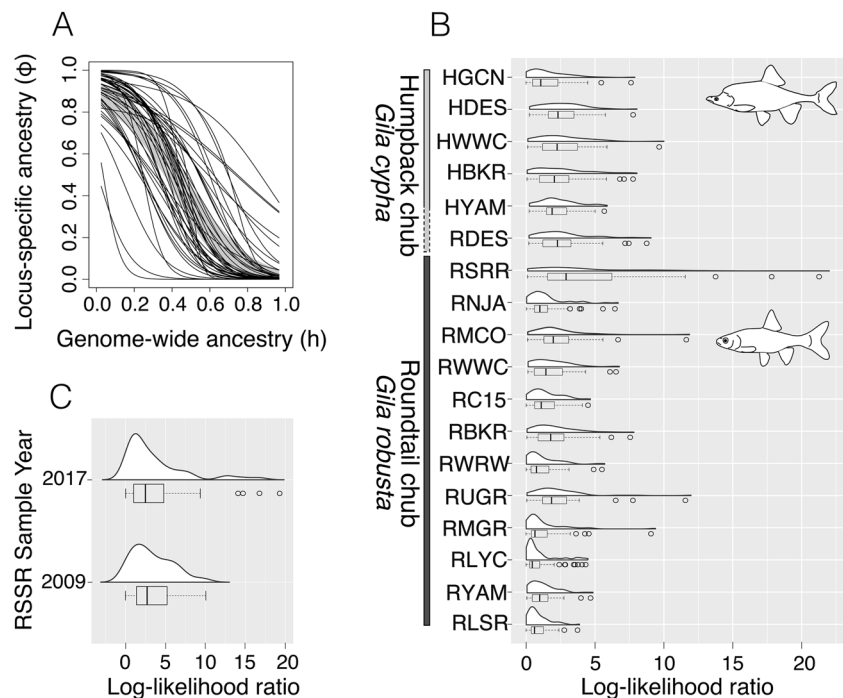 A
Locus-specific ancestry (Φ)
1.0
0.8
0.6
0.4
0.2
0.0
0.0 0.2 0.4 0.6 0.8 1.0
Genome-wide ancestry (h)
B
Humpback chub
Gila cypha
Roundtail chub
Gila robusta
HGCN
HDES
HWWC
HBKR
HYAM
RDES
RSRR
RNJA
RMCO
RWWC
RC15
RBKR
RWRW
RUGR
RMGR
RLYC
RYAM
RLSR
0 5 10 15 20
Log-likelihood ratio
C
RSSR Sample Year
2017
2009
0 5 10 15 20
Log-likelihood ratio